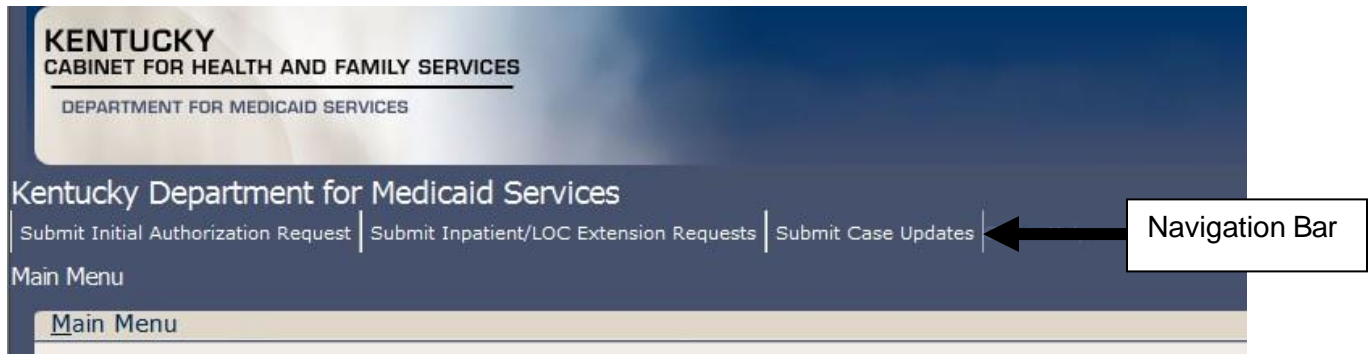 KENTUCKY
CABINET FOR HEALTH AND FAMILY SERVICES
DEPARTMENT FOR MEDICAID SERVICES
Kentucky Department for Medicaid Services
Submit Initial Authorization Request Submit Inpatient/LOC Extension Requests Submit Case Updates
Navigation Bar
Main Menu
Main Menu